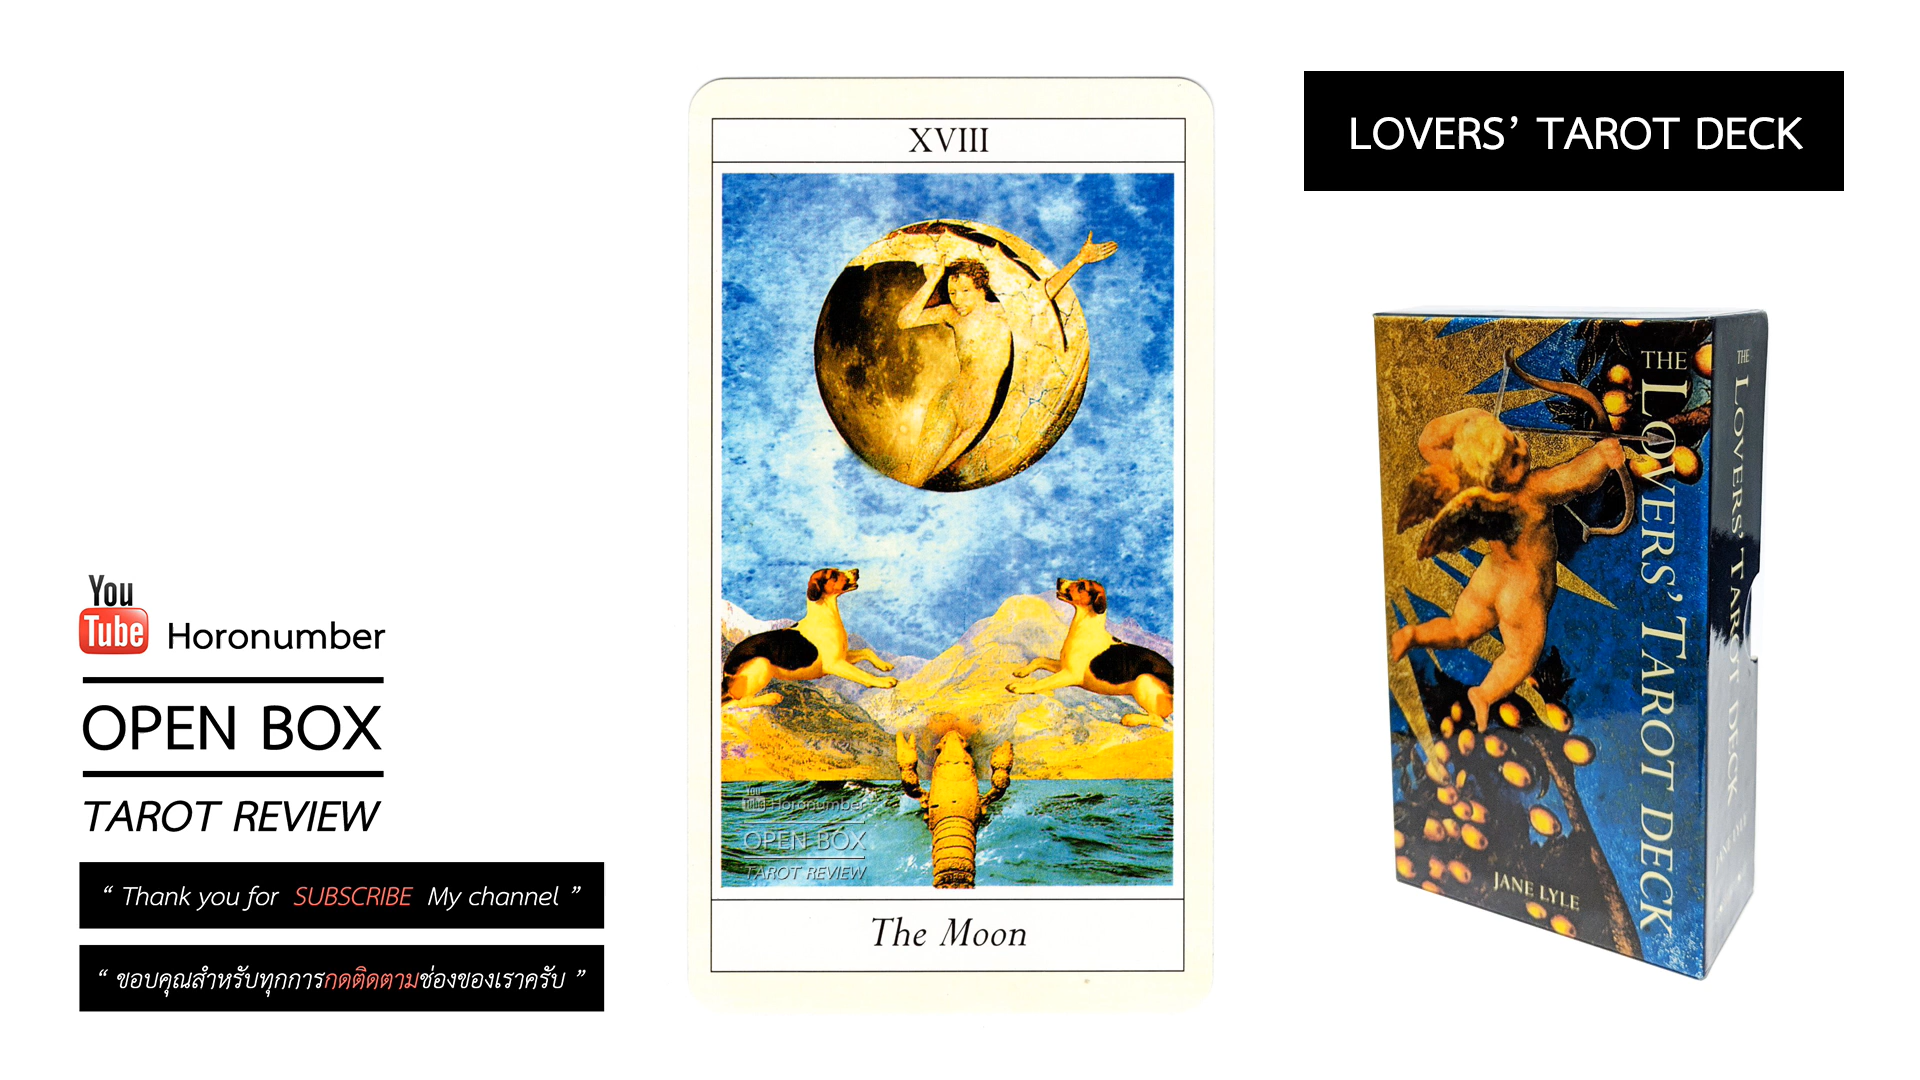 You
Tube Horonumber
OPEN BOX
TAROT REVIEW
“ Thank you for SUBSCRIBE My channel ”
“ ขอบคุณสำหรับทุกการกดติดตามช่องของเราครับ ”
XVIII
You
Tube Horonumber
OPEN BOX
TAROT REVIEW
The Moon
LOVERS’ TAROT DECK
THE LOVERS’ TAROT DECK
JANE LYLE
THE LOVERS’ TAROT DECK